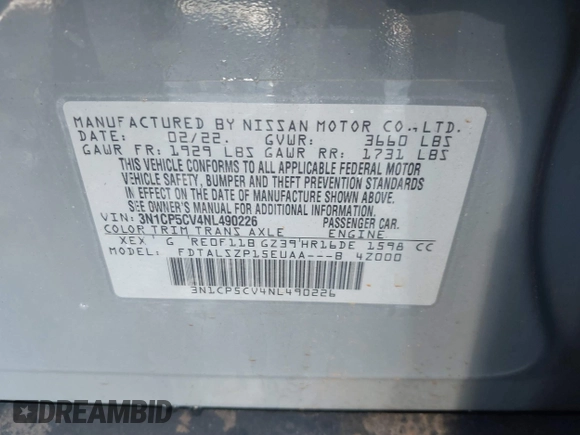 MANUFACTURED BY NISSAN MOTOR CO.,LTD.
DATE: 02/22. GVWR: 3660 LBS
GAWR FR: 1929 LBS GAWR RR: 1731 LBS
THIS VEHICLE CONFORMS TO ALL APPLICABLE FEDERAL MOTOR
VEHICLE SAFETY, BUMPER AND THEFT PREVENTION STANDARDS
IN EFFECT ON THE DATE OF MANUFACTURE SHOWN ABOVE.
SEE OWNER'S MANUAL FOR ADDITIONAL INFORMATION.
VIN: 3N1CP5CV4NL490226 PASSENGER CAR.
COLOR TRIM TRANS AXLE ENGINE
XEX G RE0F11B GZ39 HR16DE 1598 CC
MODEL: FDTALSZP15EUAA---B 4Z000
3N1CP5CV4NL490226
DREAMBID